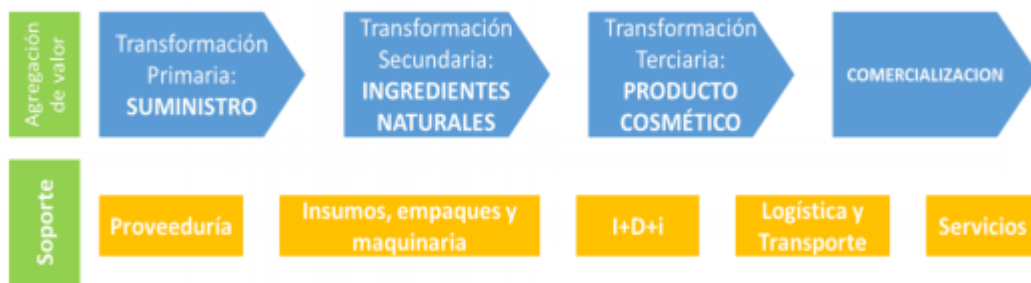 Agregación
de valor
Transformación
Primaria:
SUMINISTRO
Transformación
Secundaria:
INGREDIENTES
NATURALES
Transformación
Terciaria:
PRODUCTO
COSMÉTICO
COMERCIALIZACION
Soporte
Proveeduría
Insumos, empaques y
maquinaria
I+D+i
Logística y
Transporte
Servicios